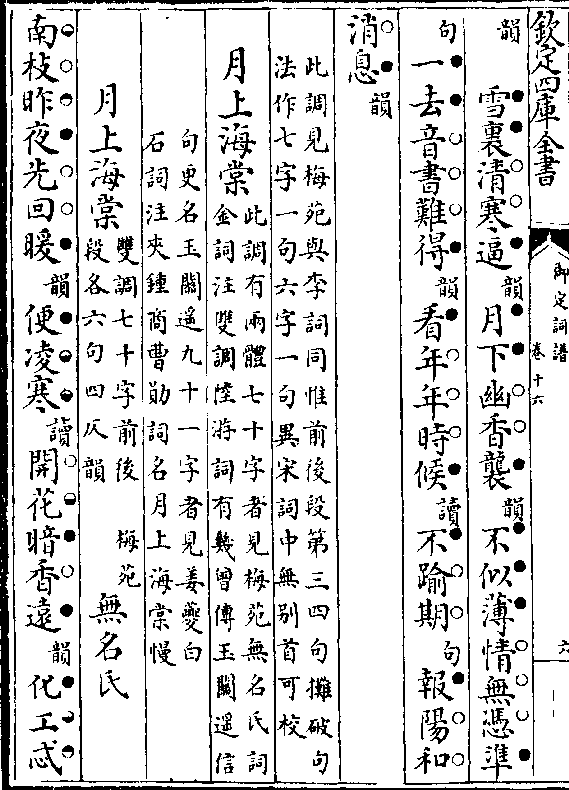 欽定四庫全書
御定詞譜
卷十六
六
韻　雪裏清寒逼韻月下幽香襲韻不似薄情無憑準
句一去音書難得韻看年年時候讀不踰期句報陽和
消息韻
此調見梅苑與李詞同惟前後段第三四句攤破句
法作七字一句六字一句異宋詞中無别首可校
月上海棠此調有兩體七十字者見梅苑無名氏詞
金詞注雙調陸游詞有幾曾傳玉關遥信
句更名玉關遥九十一字者見姜夔白
石詞注夾鍾商曹勛詞名月上海棠慢
月上海棠雙調七十字前後
段各六句四仄韻　梅苑無名氏
南枝昨夜先回暖韻便凌寒讀開花暗香遠韻化工忒